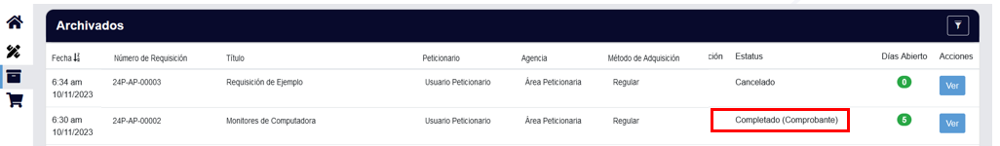 Archivados
Fecha Número de Requisición Título Peticionario Agencia Método de Adquisición ción Estatus Días Abierto Acciones
6:34 am 24P-AP-00003 Requisición de Ejemplo Usuario Peticionario Área Peticionaria Regular Cancelado 0 Ver
10/11/2023
6:30 am 24P-AP-00002 Monitores de Computadora Usuario Peticionario Área Peticionaria Regular Completado (Comprobante) 5 Ver
10/11/2023